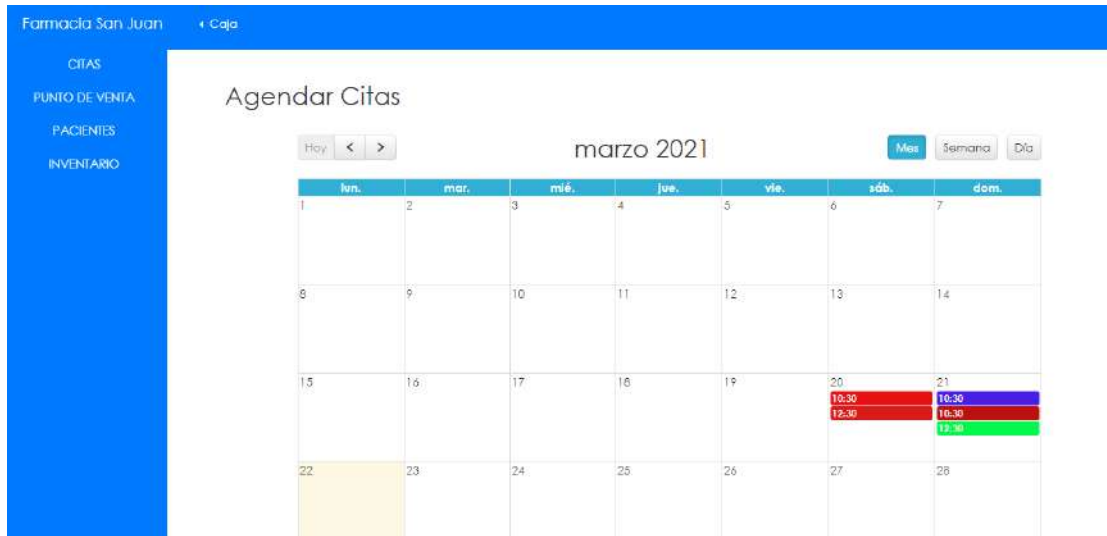 Farmacia San Juan
Caja
CITAS
PUNTO DE VENTA
PACIENTES
INVENTARIO
Agendar Citas
Hoy < > marzo 2021 Mes Semana Día
lun. mar. mié. jue. vie. sáb. dom.
1 2 3 4 5 6 7
8 9 10 11 12 13 14
15 16 17 18 19 20 21
10:30 10:30
12:30 10:30
12:30
22 23 24 25 26 27 28